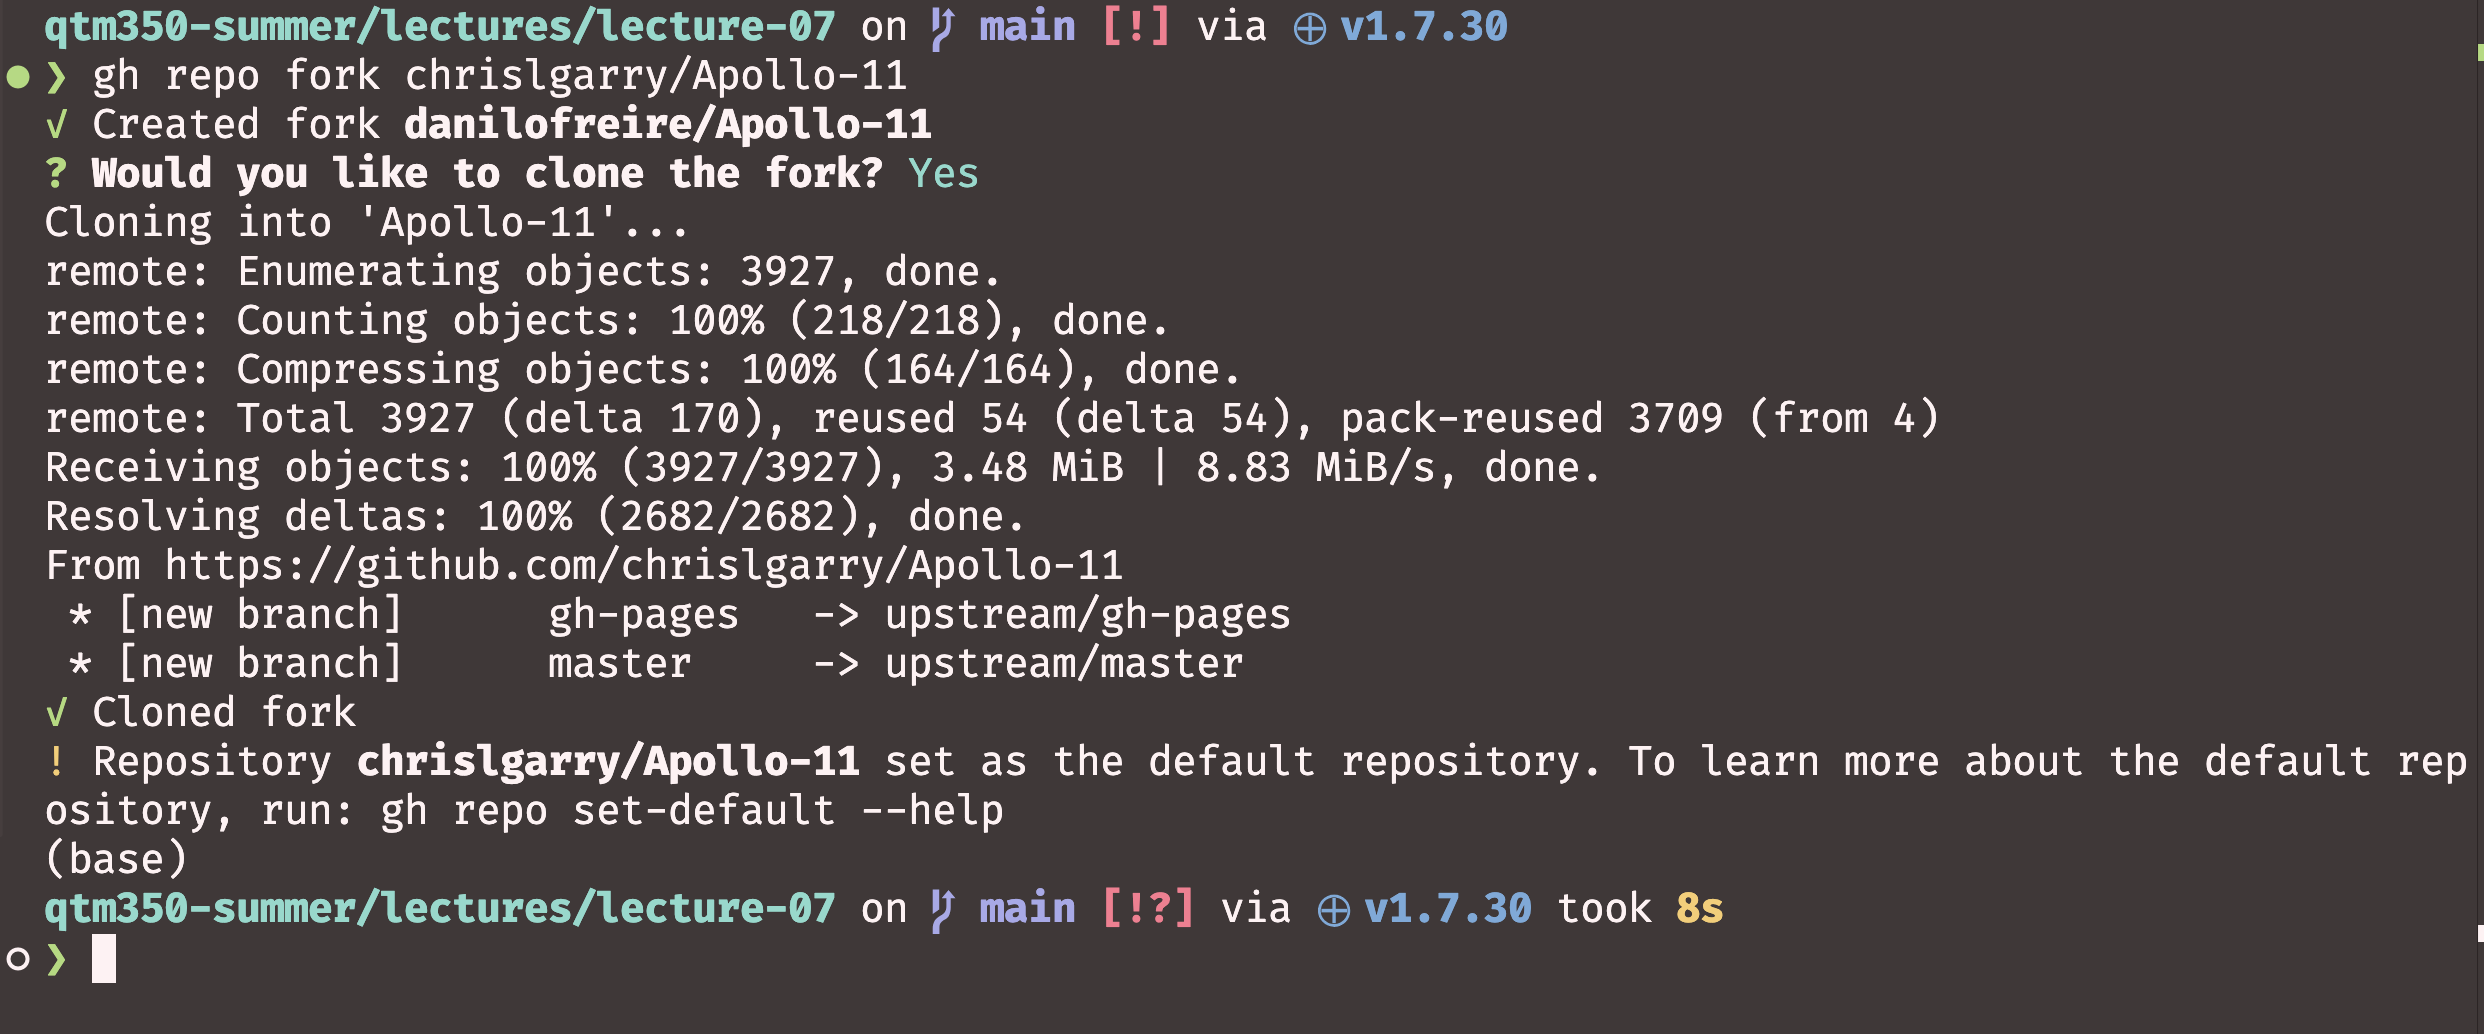 qtm350-summer/lectures/lecture-07 on main [!] via v1.7.30
❯ gh repo fork chrislgarry/Apollo-11
✓ Created fork danilofreire/Apollo-11
? Would you like to clone the fork? Yes
Cloning into 'Apollo-11'...
remote: Enumerating objects: 3927, done.
remote: Counting objects: 100% (218/218), done.
remote: Compressing objects: 100% (164/164), done.
remote: Total 3927 (delta 170), reused 54 (delta 54), pack-reused 3709 (from 4)
Receiving objects: 100% (3927/3927), 3.48 MiB | 8.83 MiB/s, done.
Resolving deltas: 100% (2682/2682), done.
From https://github.com/chrislgarry/Apollo-11
 * [new branch]      gh-pages   -> upstream/gh-pages
 * [new branch]      master     -> upstream/master
✓ Cloned fork
! Repository chrislgarry/Apollo-11 set as the default repository. To learn more about the default rep
ository, run: gh repo set-default --help
(base)
qtm350-summer/lectures/lecture-07 on main [!?] via v1.7.30 took 8s
❯